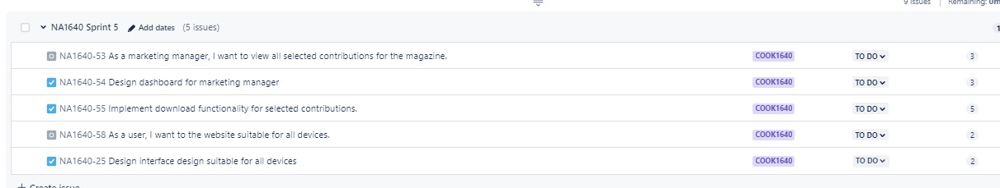 9 issues Remaining: 0m
NA1640 Sprint 5 Add dates (5 issues)
NA1640-53 As a marketing manager, I want to view all selected contributions for the magazine. COOK1640 TO DO 3
NA1640-54 Design dashboard for marketing manager COOK1640 TO DO 3
NA1640-55 Implement download functionality for selected contributions. COOK1640 TO DO 5
NA1640-58 As a user, I want to the website suitable for all devices. COOK1640 TO DO 2
NA1640-25 Design interface design suitable for all devices COOK1640 TO DO 2
+ Create issue